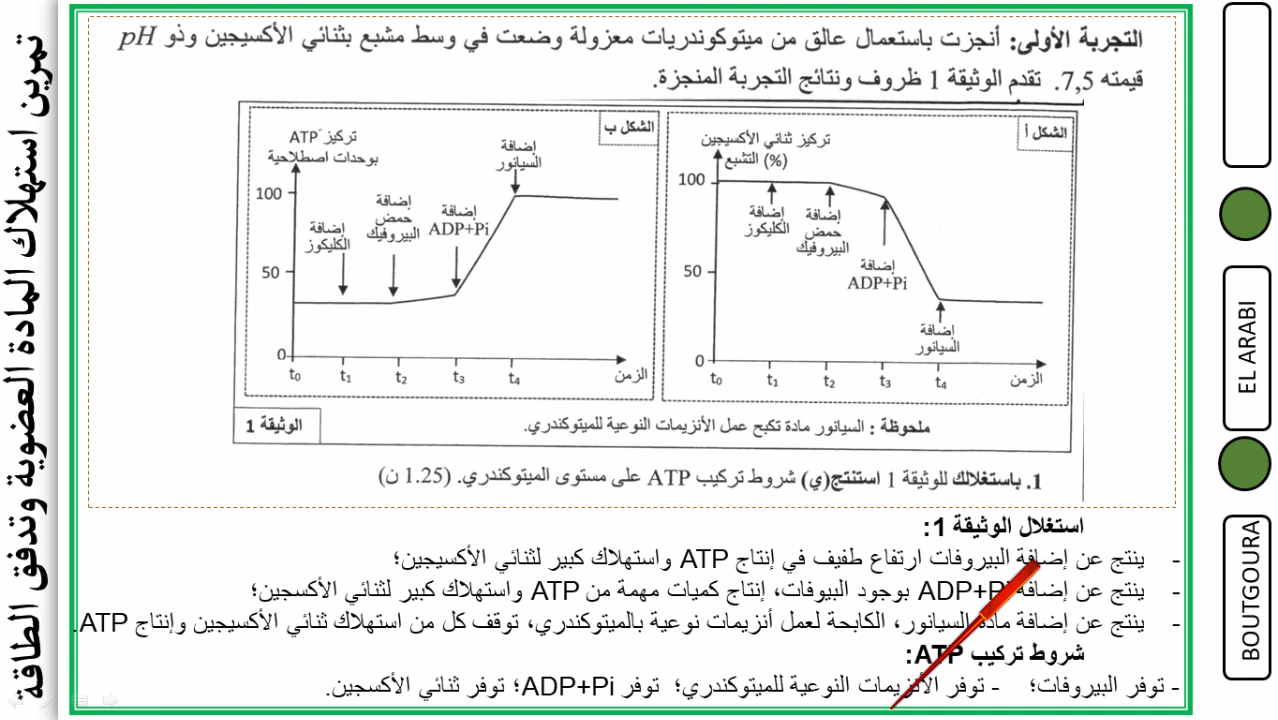 تمرين استهلاك المادة العضوية وتدفق الطاقة
التجربة الأولى: أنجزت باستعمال عالق من ميتوكوندريات معزولة وضعت في وسط مشبع بثنائي الأكسيجين وذو pH
قيمته 7,5. تقدم الوثيقة 1 ظروف ونتائج التجربة المنجزة.
الشكل أ
تركيز ثنائي الأكسيجين
(%) التشبع
100
50
0
إضافة
الكليكوز
إضافة
حمض
البيروفيك
إضافة
ADP+Pi
إضافة
السيانور
t0 t1 t2 t3 t4 الزمن
الشكل ب
تركيز ATP
بوحدات اصطلاحية
100
50
0
إضافة
الكليكوز
إضافة
حمض
البيروفيك
إضافة
ADP+Pi
إضافة
السيانور
t0 t1 t2 t3 t4 الزمن
ملحوظة : السيانور مادة تكبح عمل الأنزيمات النوعية للميتوكندري.
الوثيقة 1
1. باستغلالك للوثيقة 1 استنتج(ي) شروط تركيب ATP على مستوى الميتوكندري. (1.25 ن)
استغلال الوثيقة 1:
- ينتج عن إضافة البيروفات ارتفاع طفيف في إنتاج ATP واستهلاك كبير لثنائي الأكسيجين؛
- ينتج عن إضافة ADP+Pi بوجود البيوفات، إنتاج كميات مهمة من ATP واستهلاك كبير لثنائي الأكسجين؛
- ينتج عن إضافة مادة السيانور، الكابحة لعمل أنزيمات نوعية بالميتوكندري، توقف كل من استهلاك ثنائي الأكسيجين وإنتاج ATP.
شروط تركيب ATP:
- توفر البيروفات؛ - توفر الأنزيمات النوعية للميتوكندري؛ توفر ADP+Pi؛ توفر ثنائي الأكسجين.
EL ARABI
BOUTGOURA